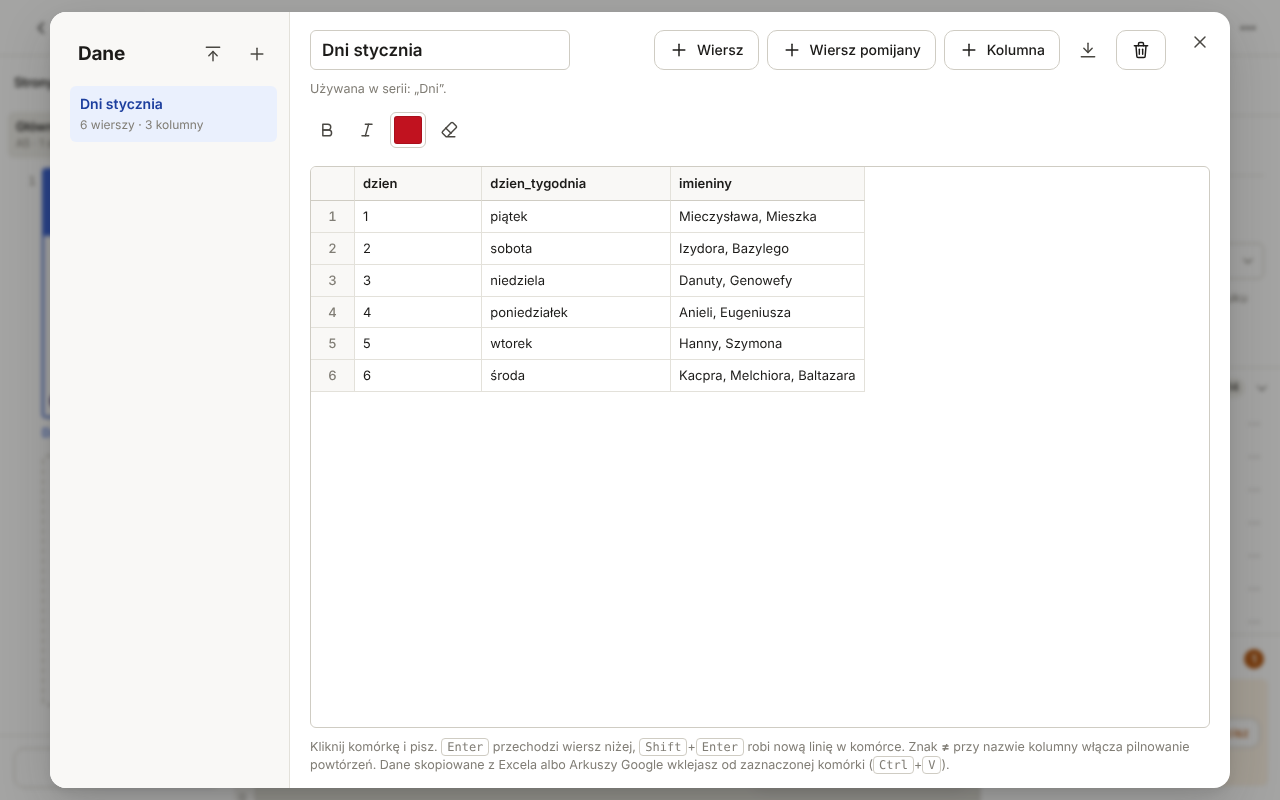 Dane
Dni stycznia
6 wierszy · 3 kolumny
Dni stycznia
Wiersz
Wiersz pomijany
Kolumna
Używana w serii: „Dni”.
B I
dzien dzien_tygodnia imieniny
1 1 piątek Mieczysława, Mieszka
2 2 sobota Izydora, Bazylego
3 3 niedziela Danuty, Genowefy
4 4 poniedziałek Anieli, Eugeniusza
5 5 wtorek Hanny, Szymona
6 6 środa Kacpra, Melchiora, Baltazara
Kliknij komórkę i pisz. Enter przechodzi wiersz niżej, Shift+Enter robi nową linię w komórce. Znak ≠ przy nazwie kolumny włącza pilnowanie
powtórzeń. Dane skopiowane z Excela albo Arkuszy Google wklejasz od zaznaczonej komórki (Ctrl+V).